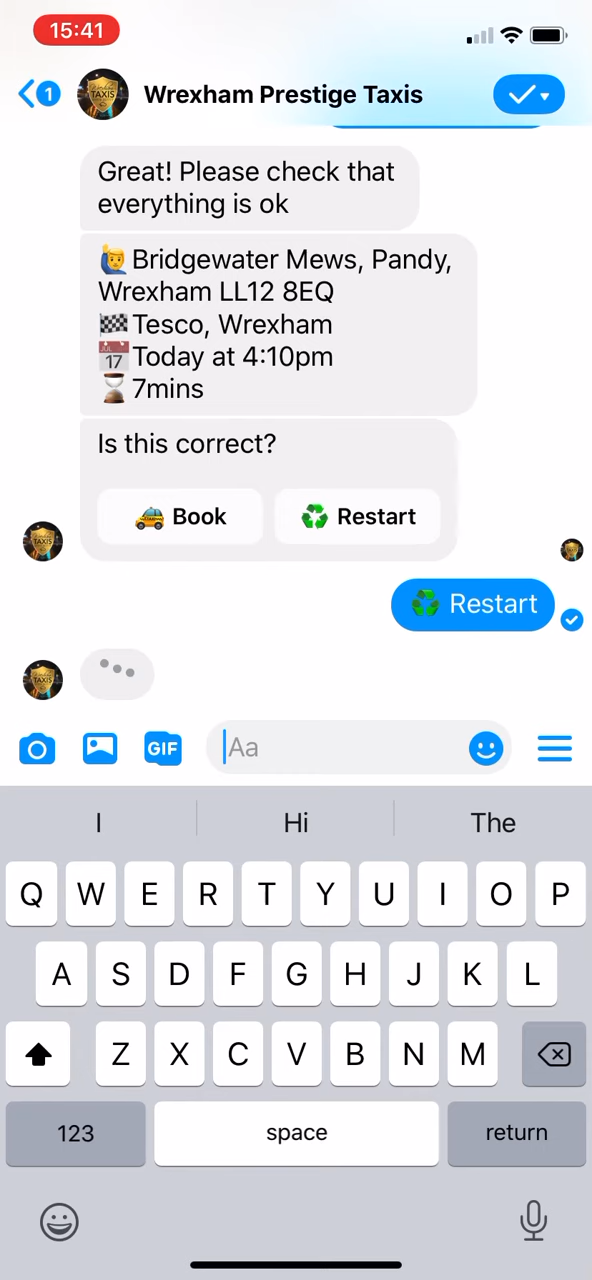 15:41
1
Wrexham Prestige Taxis
Great! Please check that
everything is ok
🙋‍♂️Bridgewater Mews, Pandy,
Wrexham LL12 8EQ
🏁Tesco, Wrexham
📅Today at 4:10pm
⏳7mins
Is this correct?
🚕 Book
♻️ Restart
♻️ Restart
GIF
Aa
I
Hi
The
Q W E R T Y U I O P
A S D F G H J K L
Z X C V B N M
123
space
return